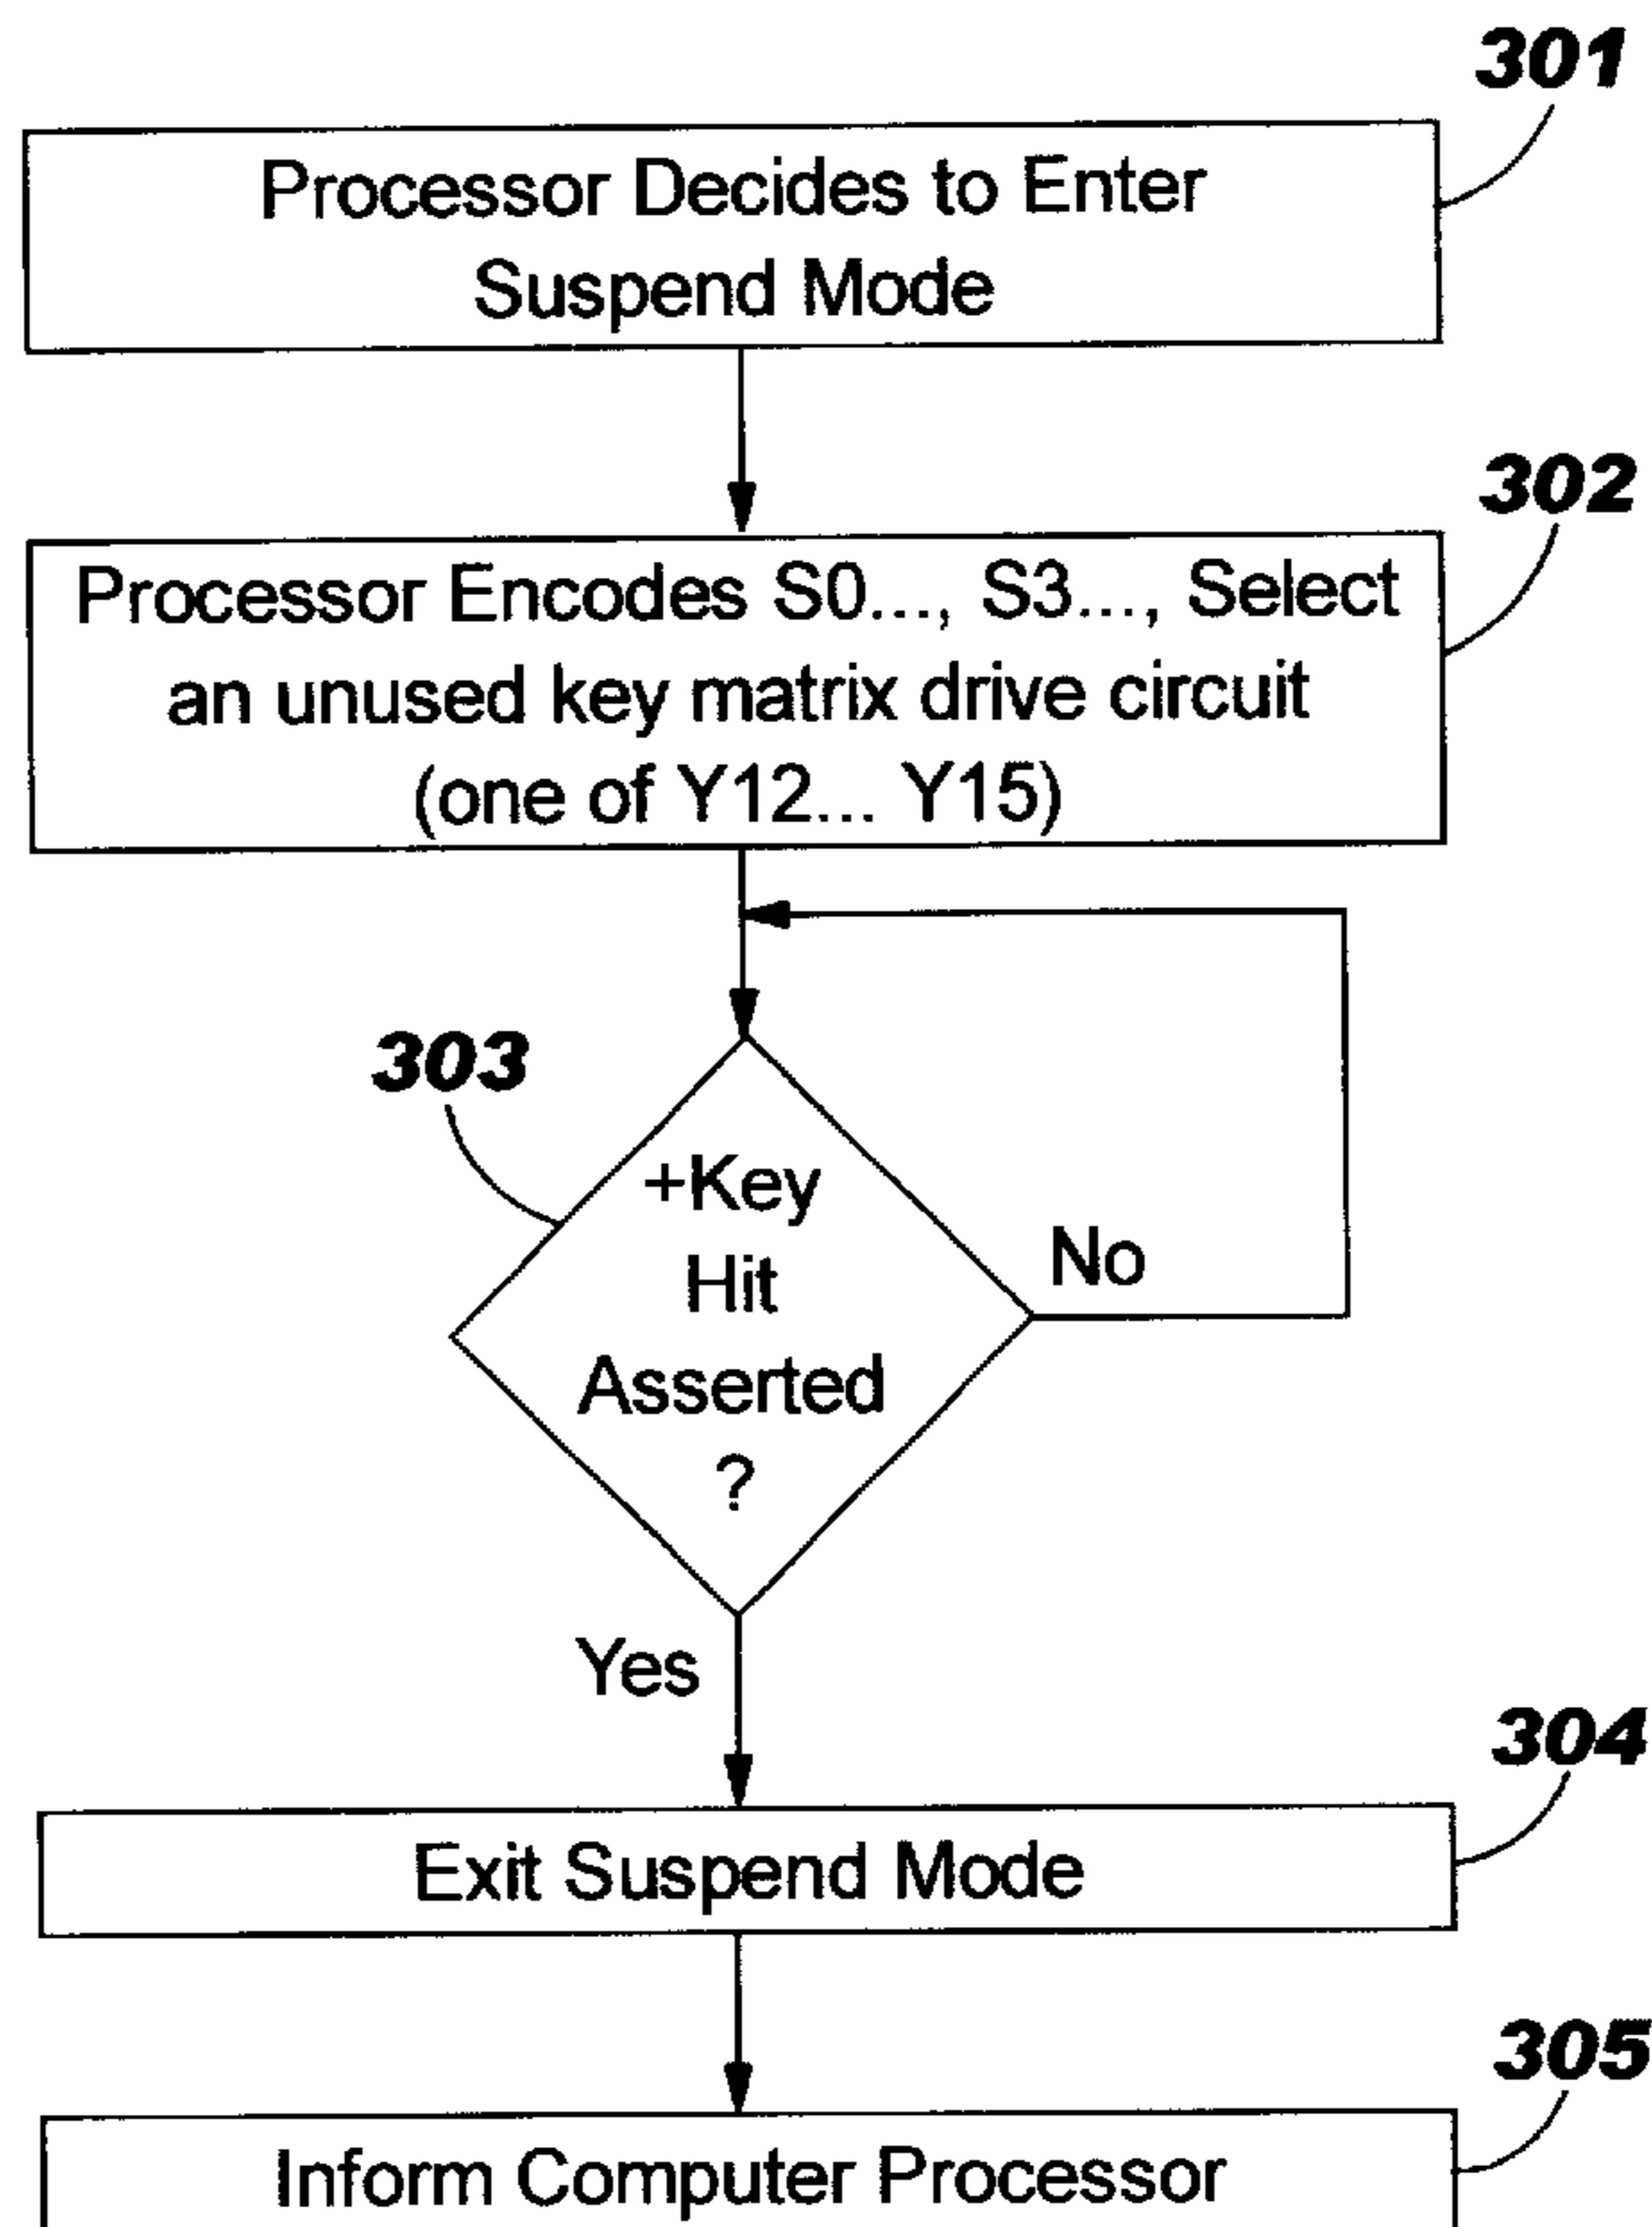 301
Processor Decides to Enter
Suspend Mode
302
Processor Encodes S0..., S3..., Select
an unused key matrix drive circuit
(one of Y12... Y15)
303
+Key
Hit
Asserted
?
No
Yes
304
Exit Suspend Mode
305
Inform Computer Processor